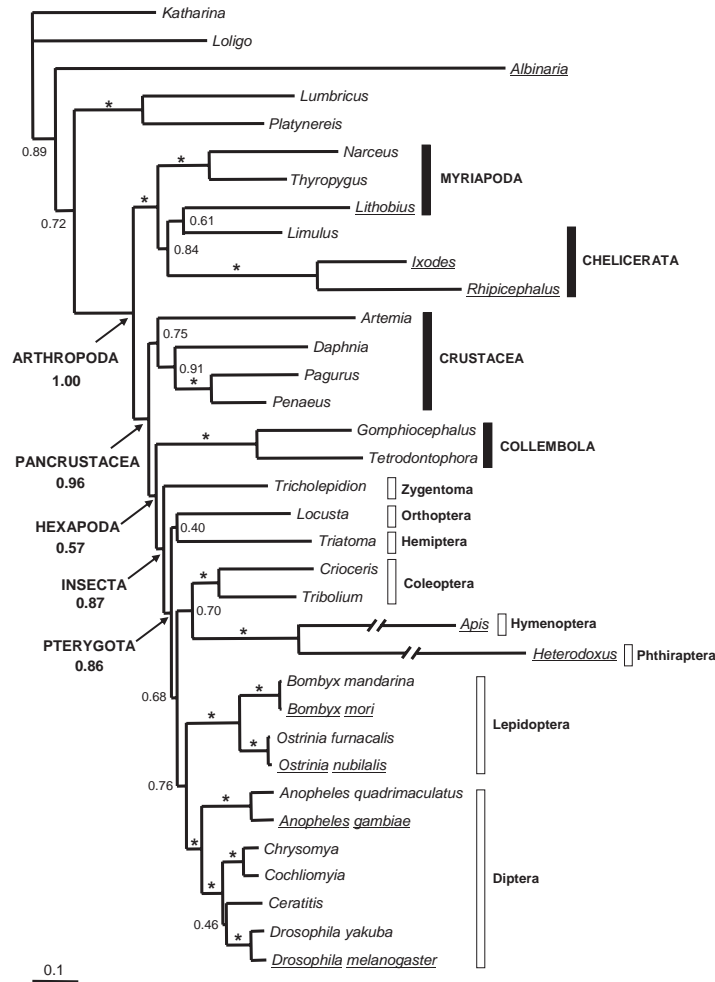 Katharina
Loligo
Albinaria
Lumbricus
*
Platynereis
0.89
Narceus
*
Thyropygus
MYRIAPODA
*
Lithobius
0.61
0.72
Limulus
0.84
Ixodes
*
CHELICERATA
Rhipicephalus
Artemia
0.75
Daphnia
ARTHROPODA
1.00
CRUSTACEA
0.91
Pagurus
*
Penaeus
Gomphiocephalus
*
COLLEMBOLA
PANCRUSTACEA
0.96
Tetrodontophora
Tricholepidion
Zygentoma
Locusta
Orthoptera
HEXAPODA
0.57
0.40
Triatoma
Hemiptera
Crioceris
*
Coleoptera
INSECTA
0.87
Tribolium
0.70
Apis
Hymenoptera
*
PTERYGOTA
0.86
Heterodoxus
Phthiraptera
Bombyx mandarina
*
0.68
Bombyx mori
*
Lepidoptera
Ostrinia furnacalis
*
Ostrinia nubilalis
0.76
Anopheles quadrimaculatus
*
Anopheles gambiae
*
Chrysomya
*
Cochliomyia
Diptera
*
Ceratitis
0.46
Drosophila yakuba
*
Drosophila melanogaster
0.1